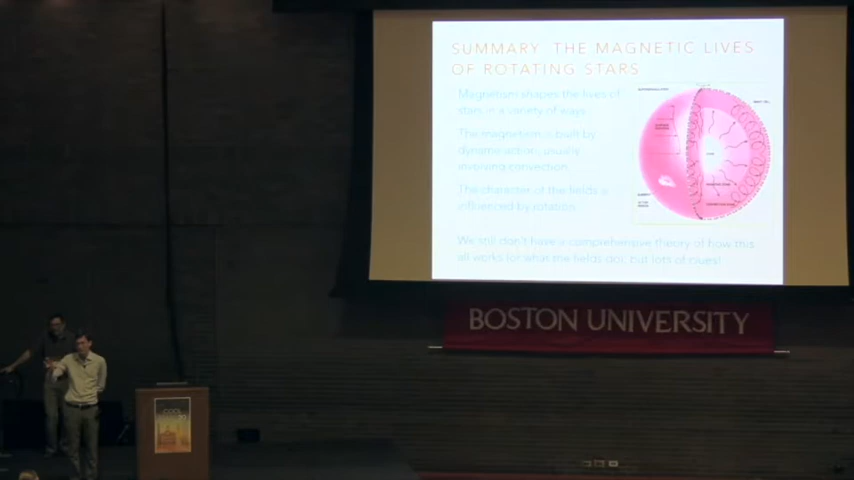 SUMMARY THE MAGNETIC LIVES
OF ROTATING STARS
Magnetism shapes the lives of
stars in a variety of ways
The magnetism is built by
dynamo action, usually
involving convection
The character of the fields is
influenced by rotation
We still don't have a comprehensive theory of how this
all works (or what the fields do), but lots of clues!
BOSTON UNIVERSITY
COOL